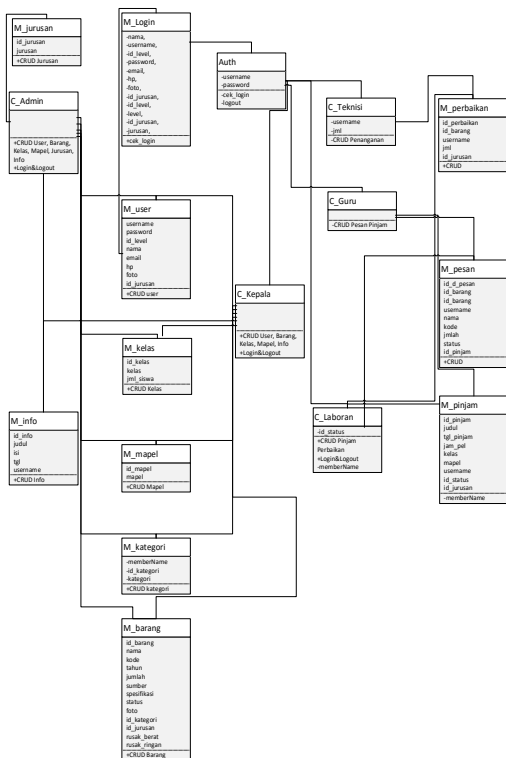 M_jurusan
id_jurusan
jurusan
+CRUD Jurusan
C_Admin
+CRUD User, Barang,
Kelas, Mapel, Jurusan,
Info
+Login&Logout
M_Login
-nama,
-username,
-id_level,
-password,
-email,
-hp,
-foto,
-id_jurusan,
-id_level,
-level,
-id_jurusan,
-jurusan,
+cek_login
Auth
-username
-password
-cek_login
-logout
C_Teknisi
-username
-jml
-CRUD Penanganan
M_perbaikan
id_perbaikan
id_barang
username
jml
id_jurusan
+CRUD
M_user
username
password
id_level
nama
email
hp
foto
id_jurusan
+CRUD user
C_Guru
-CRUD Pesan Pinjam
M_pesan
id_d_pesan
id_barang
id_barang
username
nama
kode
jmlah
status
id_pinjam
+CRUD
C_Kepala
+CRUD User, Barang,
Kelas, Mapel, Info
+Login&Logout
M_kelas
id_kelas
kelas
jml_siswa
+CRUD Kelas
M_info
id_info
judul
isi
tgl
username
+CRUD Info
M_mapel
id_mapel
mapel
+CRUD Mapel
C_Laboran
-id_status
+CRUD Pinjam
Perbaikan
+Login&Logout
-memberName
M_pinjam
id_pinjam
judul
tgl_pinjam
jam_pel
kelas
mapel
username
id_status
id_jurusan
-memberName
M_kategori
-memberName
-id_kategori
-kategori
+CRUD kategori
M_barang
id_barang
nama
kode
tahun
jumlah
sumber
spesifikasi
status
foto
id_kategori
id_jurusan
rusak_berat
rusak_ringan
+CRUD Barang